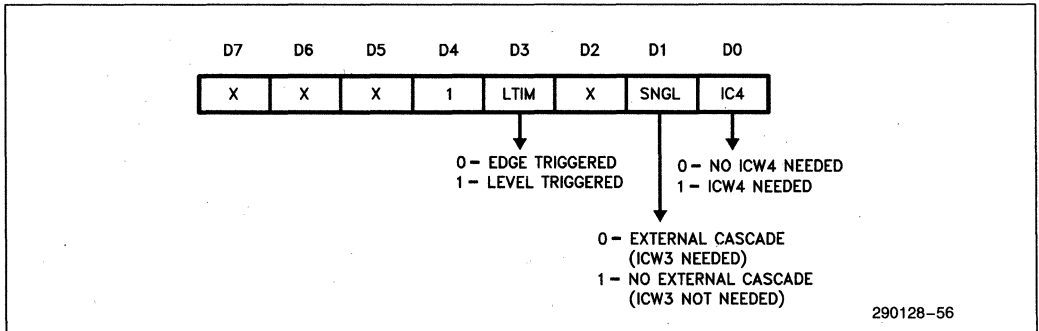 D7 D6 D5 D4 D3 D2 D1 D0
X X X 1 LTIM X SNGL IC4
0 – EDGE TRIGGERED
1 – LEVEL TRIGGERED
0 – NO ICW4 NEEDED
1 – ICW4 NEEDED
0 – EXTERNAL CASCADE
(ICW3 NEEDED)
1 – NO EXTERNAL CASCADE
(ICW3 NOT NEEDED)
290128–56